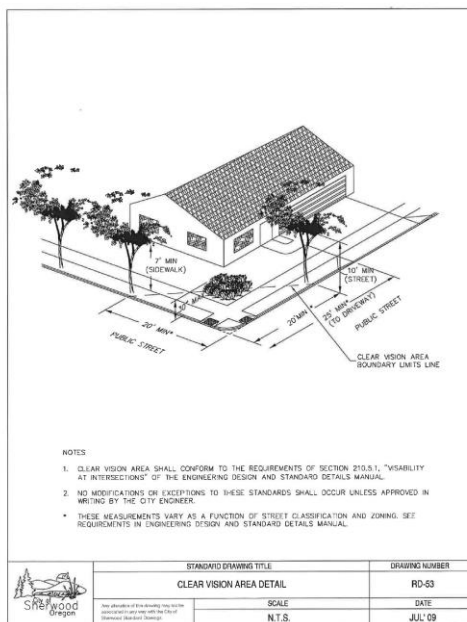 7' MIN
(SIDEWALK)
10' MIN
(STREET)
20' MIN*
PUBLIC STREET
20'MIN*
25' MIN*
(TO DRIVEWAY)
PUBLIC STREET
CLEAR VISION AREA
BOUNDARY LIMITS LINE
NOTES
1. CLEAR VISION AREA SHALL CONFORM TO THE REQUIREMENTS OF SECTION 210.5.1, "VISABILITY
AT INTERSECTIONS" OF THE ENGINEERING DESIGN AND STANDARD DETAILS MANUAL.
2. NO MODIFICATIONS OR EXCEPTIONS TO THESE STANDARDS SHALL OCCUR UNLESS APPROVED IN
WRITING BY THE CITY ENGINEER.
* THESE MEASUREMENTS VARY AS A FUNCTION OF STREET CLASSIFICATION AND ZONING. SEE
REQUIREMENTS IN ENGINEERING DESIGN AND STANDARD DETAILS MANUAL.
City of
Sherwood
Oregon
STANDARD DRAWING TITLE
DRAWING NUMBER
CLEAR VISION AREA DETAIL
RD-53
SCALE
DATE
N.T.S.
JUL' 09